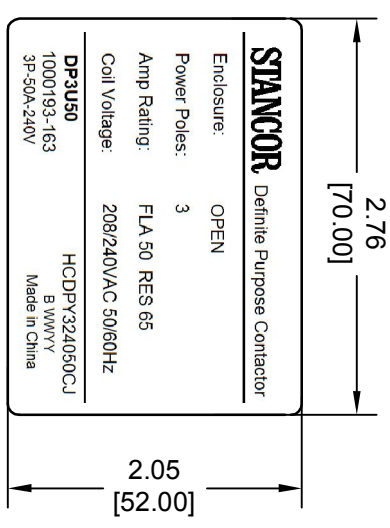 STANCOR Definite Purpose Contactor
Enclosure: OPEN
Power Poles: 3
Amp Rating: FLA 50 RES 65
Coil Voltage: 208/240VAC 50/60Hz
DP3U50 HCDPY324050CJ
1000193-163 B WWYY
3P-50A-240V Made in China
2.76
[70.00]
2.05
[52.00]